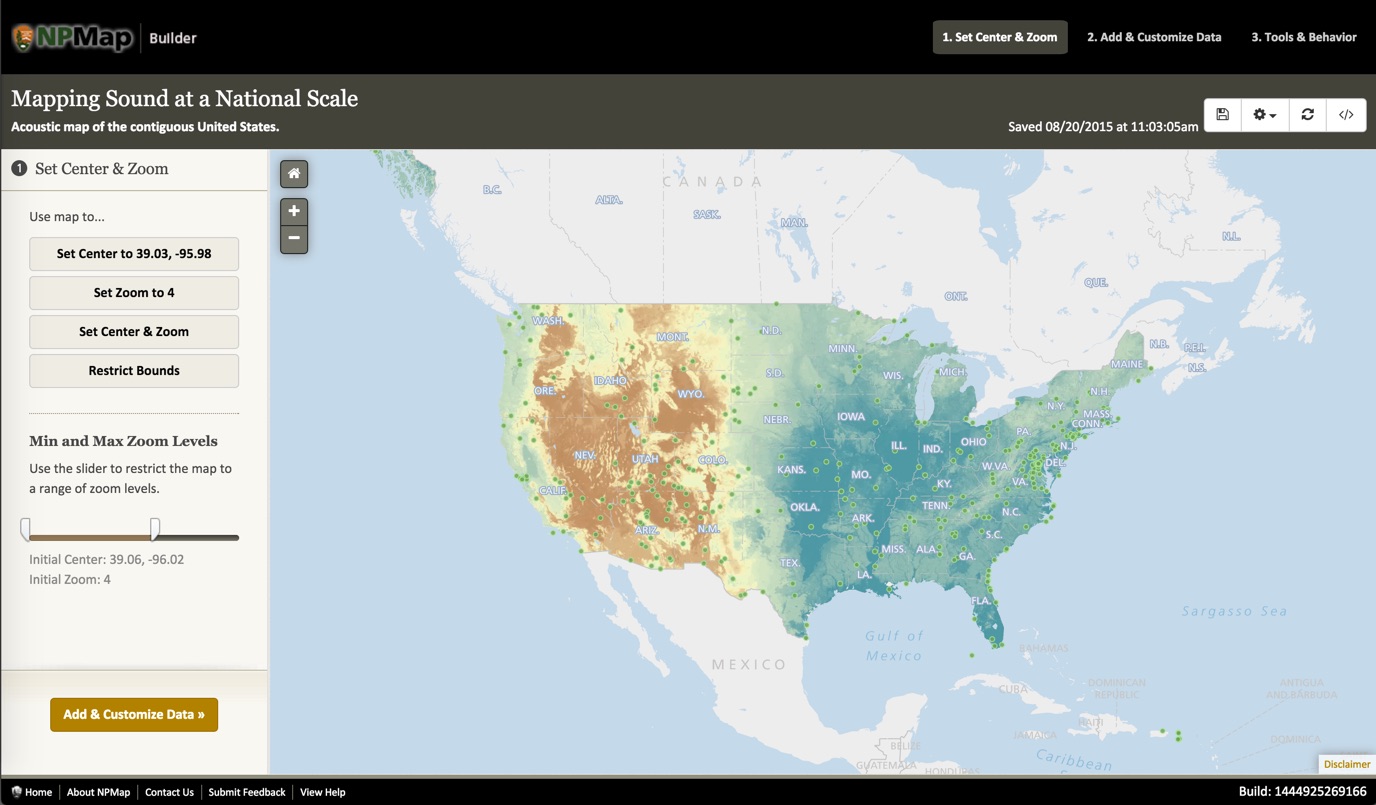 NPMap Builder
1. Set Center & Zoom
2. Add & Customize Data
3. Tools & Behavior
Mapping Sound at a National Scale
Acoustic map of the contiguous United States.
Saved 08/20/2015 at 11:03:05am
1 Set Center & Zoom
Use map to...
Set Center to 39.03, -95.98
Set Zoom to 4
Set Center & Zoom
Restrict Bounds
Min and Max Zoom Levels
Use the slider to restrict the map to
a range of zoom levels.
Initial Center: 39.06, -96.02
Initial Zoom: 4
Add & Customize Data »
CANADA
B.C.
ALTA.
SASK.
MAN.
N.L.
QUE.
ONT.
WASH.
MONT.
N.D.
MINN.
N.B.
P.E.I.
N.S.
MAINE
ORE.
IDAHO
WYO.
S.D.
WIS.
MICH.
N.H.
N.Y.
MASS.
CONN.
NEBR.
IOWA
PA.
NEV.
UTAH
COLO.
KANS.
MO.
ILL.
IND.
OHIO
N.J.
W.VA.
DEL.
VA.
KY.
CALIF.
ARIZ.
N.M.
OKLA.
ARK.
TENN.
N.C.
S.C.
TEX.
LA.
MISS.
ALA.
GA.
FLA.
Sargasso Sea
Gulf of
Mexico
MEXICO
BAHAMAS
CUBA
DOMINICAN
REPUBLIC
ANTIGUA
AND BARBUDA
HAITI
JAMAICA
BELIZE
GUATEMALA
HONDURAS
Caribbean
DOMINICA
Disclaimer
Home
About NPMap
Contact Us
Submit Feedback
View Help
Build: 1444925269166